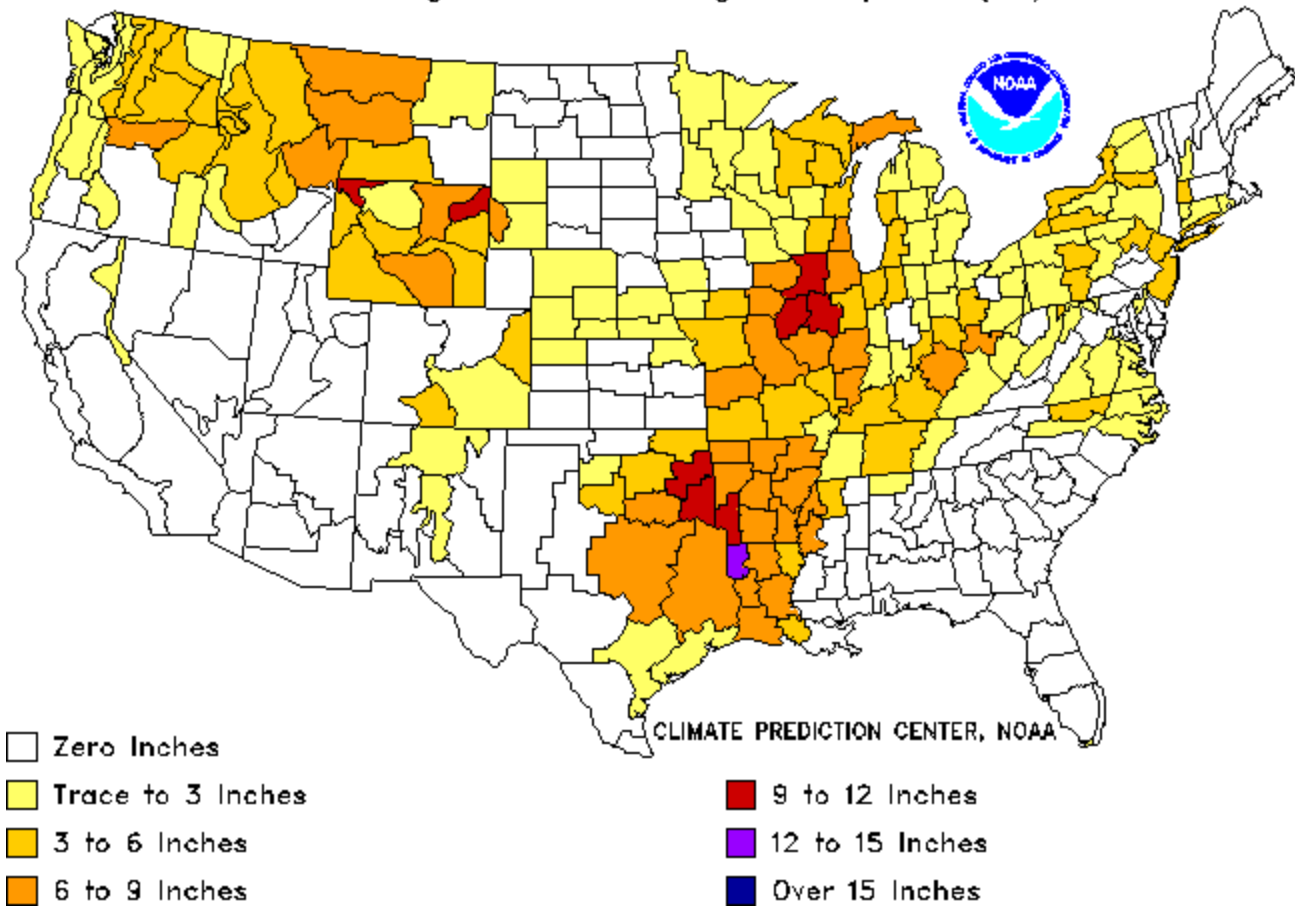 NOAA
CLIMATE PREDICTION CENTER, NOAA
Zero Inches
Trace to 3 Inches
3 to 6 Inches
6 to 9 Inches
9 to 12 Inches
12 to 15 Inches
Over 15 Inches